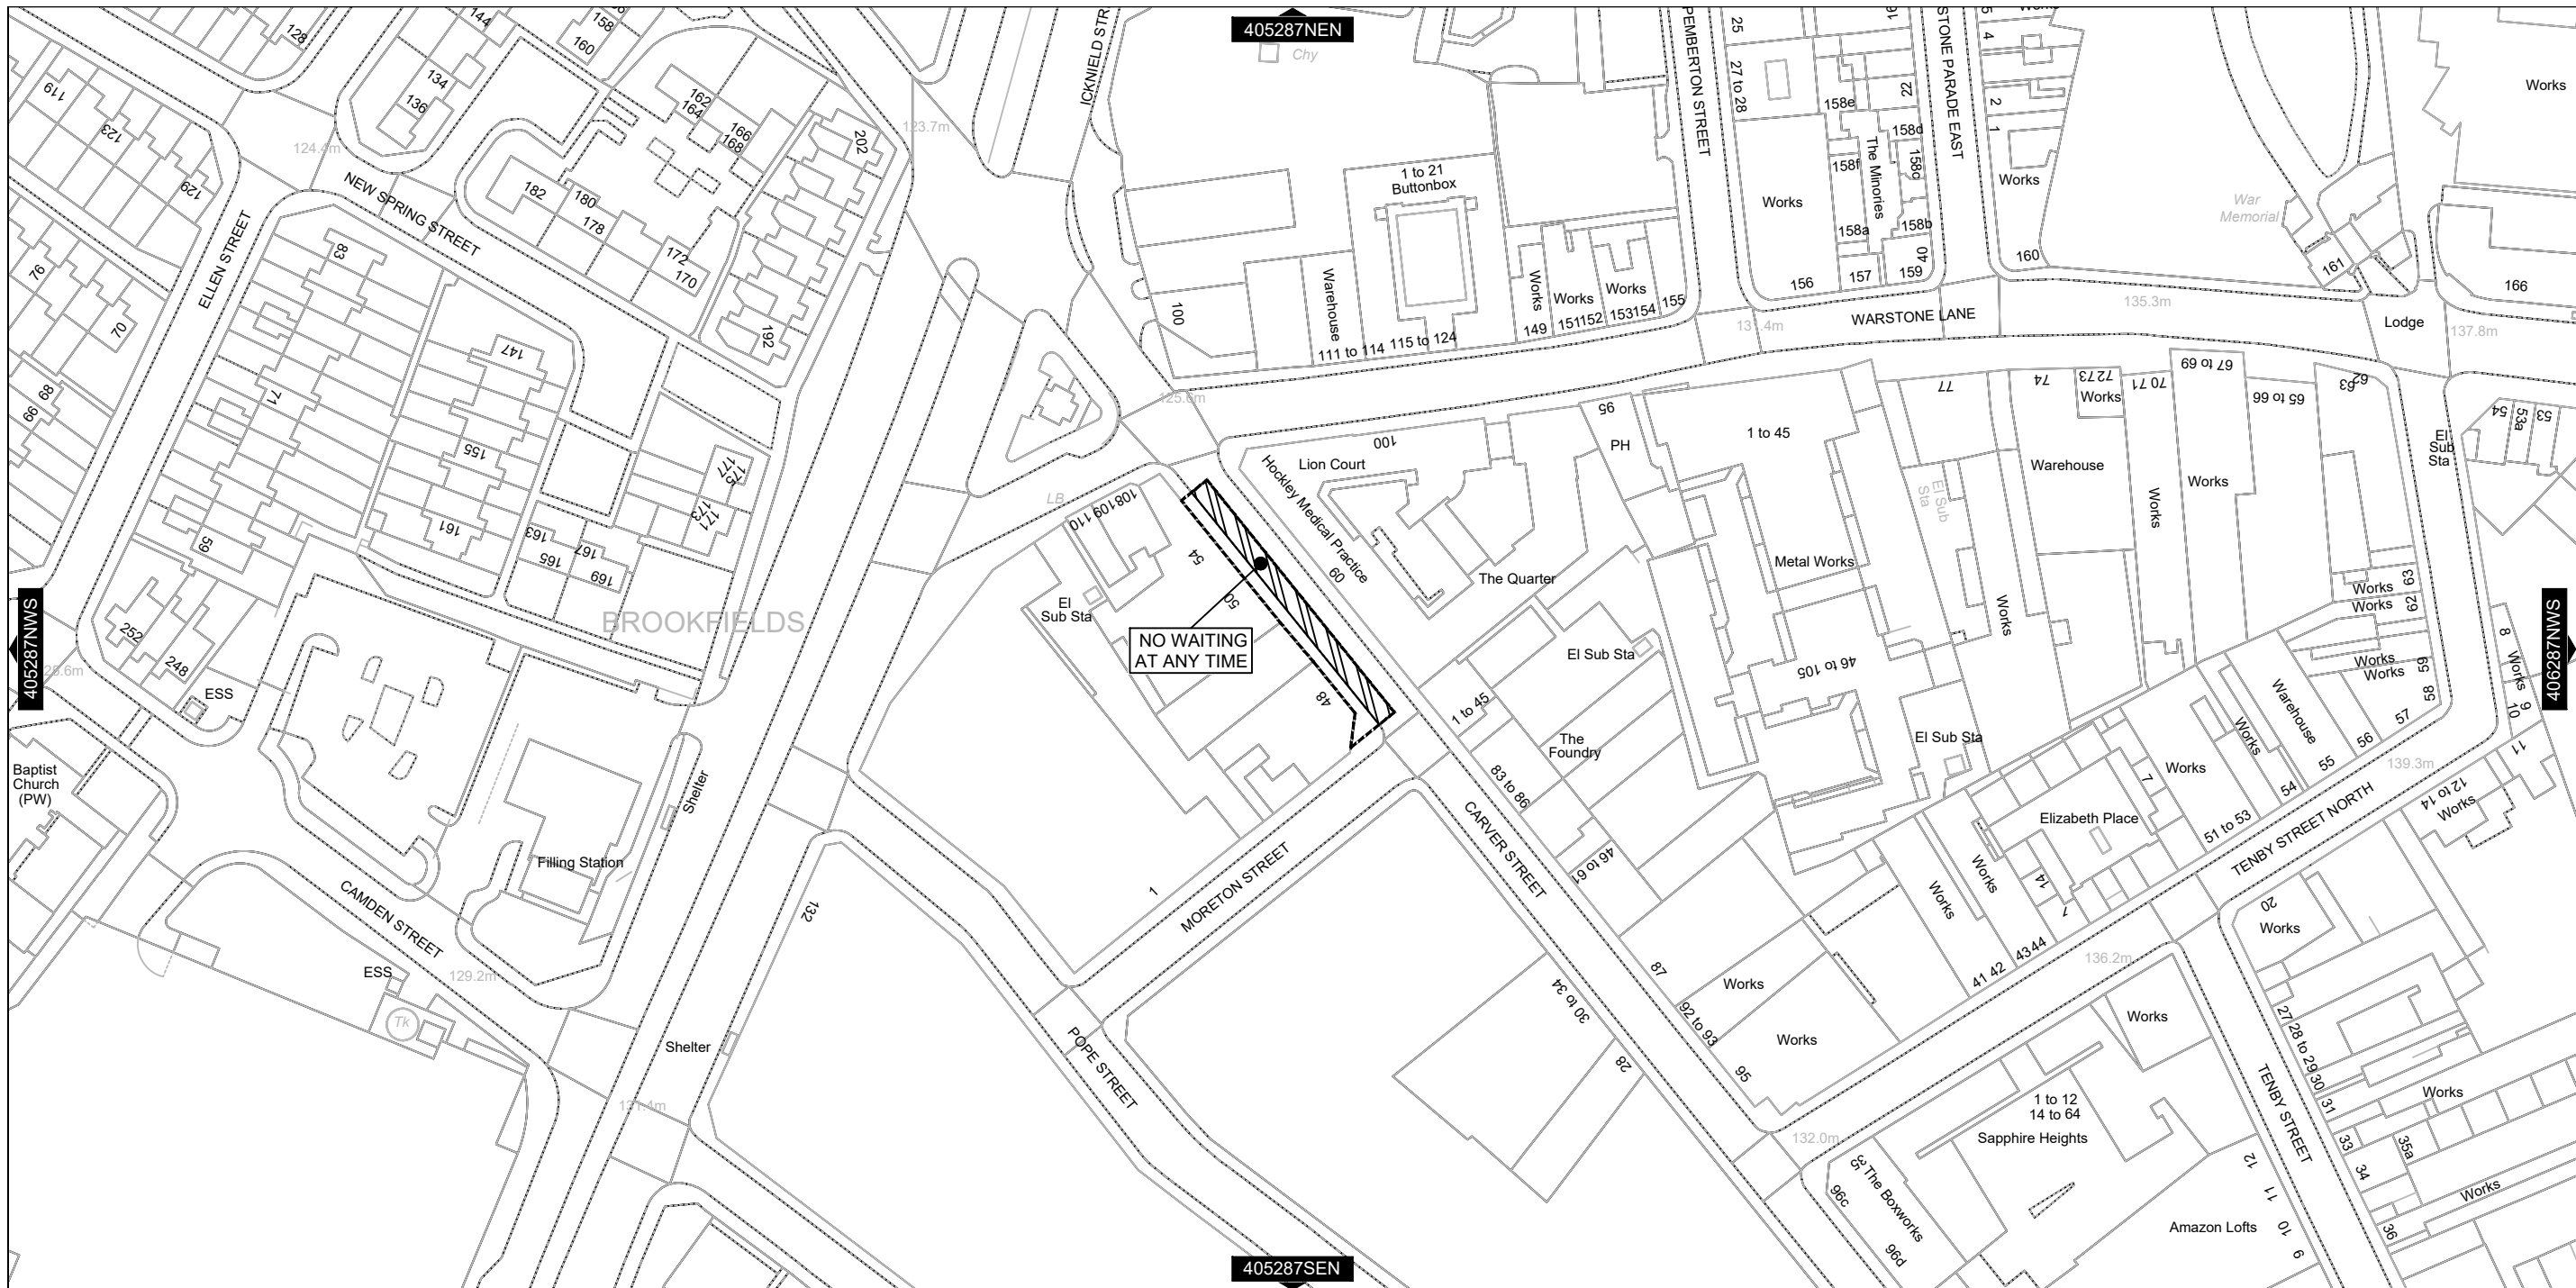 405287NEN
405287NWS
406287NWS
405287SEN
NO WAITING
AT ANY TIME
BROOKFIELDS
ELLEN STREET
NEW SPRING STREET
ICKNIELD STR
PEMBERTON STREET
STONE PARADE EAST
WARSTONE LANE
CARVER STREET
MORETON STREET
POPE STREET
CAMDEN STREET
TENBY STREET NORTH
TENBY STREET
144
128
158
160
119
134
136
123
129
162
164
166
168
202
123.7m
124.4m
182
180
178
172
170
192
76
70
68
66
83
71
147
155
161
59
163
165
167
169
175
177
171
173
252
248
ESS
Baptist
Church
(PW)
Filling Station
Shelter
ESS
129.2m
Tk
Shelter
131.4m
132
Chy
1 to 21
Buttonbox
100
Warehouse
111 to 114
115 to 124
Works
149
Works
151
152
Works
153
154
155
25
27 to 28
Works
156
158e
158f
158a
The Minories
22
158d
158c
158b
157
159
40
4
2
1
Works
160
131.4m
135.3m
War
Memorial
161
Works
166
Lodge
137.8m
125.6m
LB
108
109
110
54
50
48
El
Sub Sta
1
Hockley Medical Practice
60
Lion Court
100
95
PH
The Quarter
1 to 45
Metal Works
46 to 105
El Sub Sta
1 to 45
The
Foundry
83 to 86
46 to 61
77
74
72
73
Works
70
71
67 to 69
65 to 66
63
62
Warehouse
El Sub
Sta
Works
Works
Works
El
Sub
Sta
54
53a
53
Works
63
Works
62
Works
Works
59
58
57
56
55
54
Warehouse
Works
Works
51 to 53
8
Works
9
10
11
139.3m
12 to 14
Works
El Sub Sta
Elizabeth Place
7
14
7
Works
Works
41
42
43
44
136.2m
20
Works
87
Works
92 to 93
Works
95
30 to 34
28
132.0m
35
96c
The Boxworks
96d
1 to 12
14 to 64
Sapphire Heights
Works
12
11
10
9
Amazon Lofts
27
28 to 29
30
31
Works
33
34
35a
36
Works